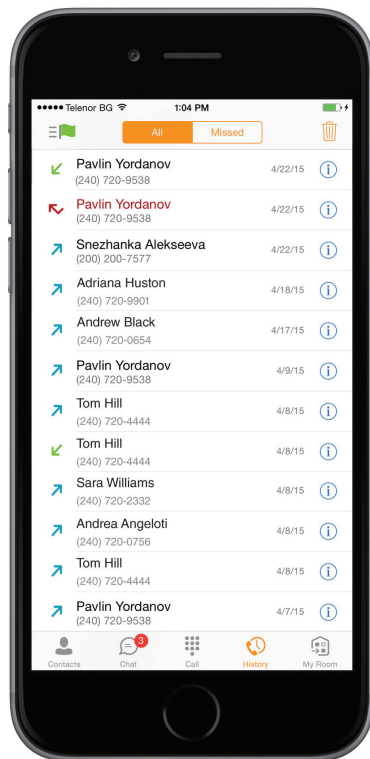 Telenor BG 1:04 PM
All Missed
Pavlin Yordanov
(240) 720-9538 4/22/15
Pavlin Yordanov
(240) 720-9538 4/22/15
Snezhanka Alekseeva
(200) 200-7577 4/22/15
Adriana Huston
(240) 720-9901 4/18/15
Andrew Black
(240) 720-0654 4/17/15
Pavlin Yordanov
(240) 720-9538 4/9/15
Tom Hill
(240) 720-4444 4/8/15
Tom Hill
(240) 720-4444 4/8/15
Sara Williams
(240) 720-2332 4/8/15
Andrea Angeloti
(240) 720-0756 4/8/15
Tom Hill
(240) 720-4444 4/8/15
Pavlin Yordanov
(240) 720-9538 4/7/15
3
Contacts Chat Call History My Room